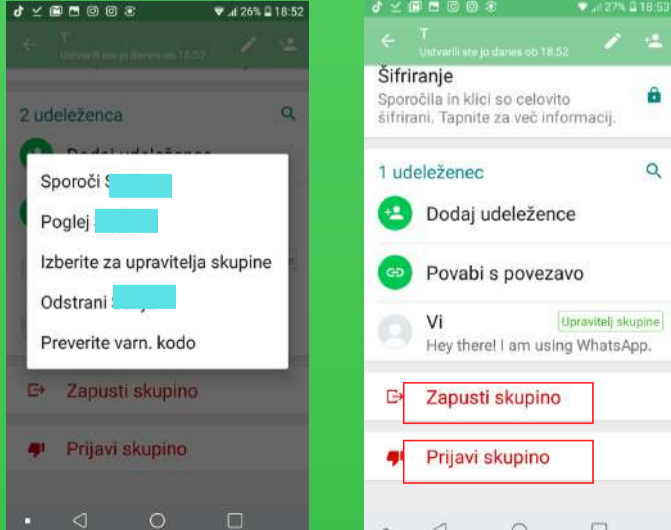 26% 18:52
T
Ustvarili ste jo danes ob 18:52
2 udeleženca
Dodaj udeležence
Sporoči S
Poglej
Izberite za upravitelja skupine
Odstrani
Preverite varn. kodo
Zapusti skupino
Prijavi skupino
27% 18:53
T
Ustvarili ste jo danes ob 18:52
Šifriranje
Sporočila in klici so celovito
šifrirani. Tapnite za več informacij.
1 udeleženec
Dodaj udeležence
Povabi s povezavo
Vi
Upravitelj skupine
Hey there! I am using WhatsApp.
Zapusti skupino
Prijavi skupino